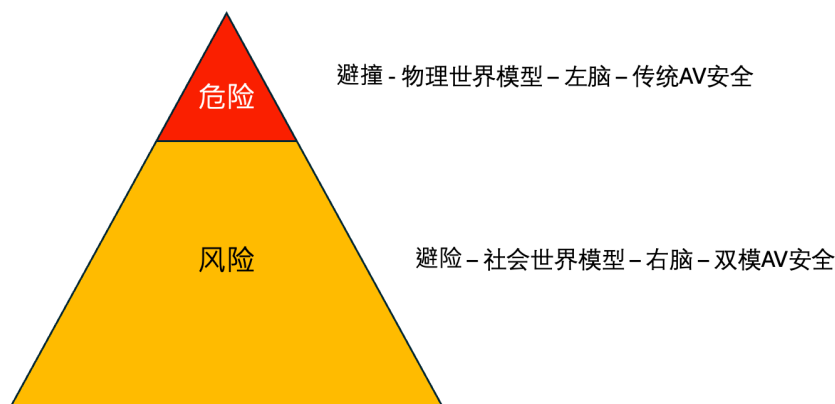 避撞 - 物理世界模型 – 左脑 – 传统AV安全
危险
风险
避险 – 社会世界模型 – 右脑 – 双模AV安全